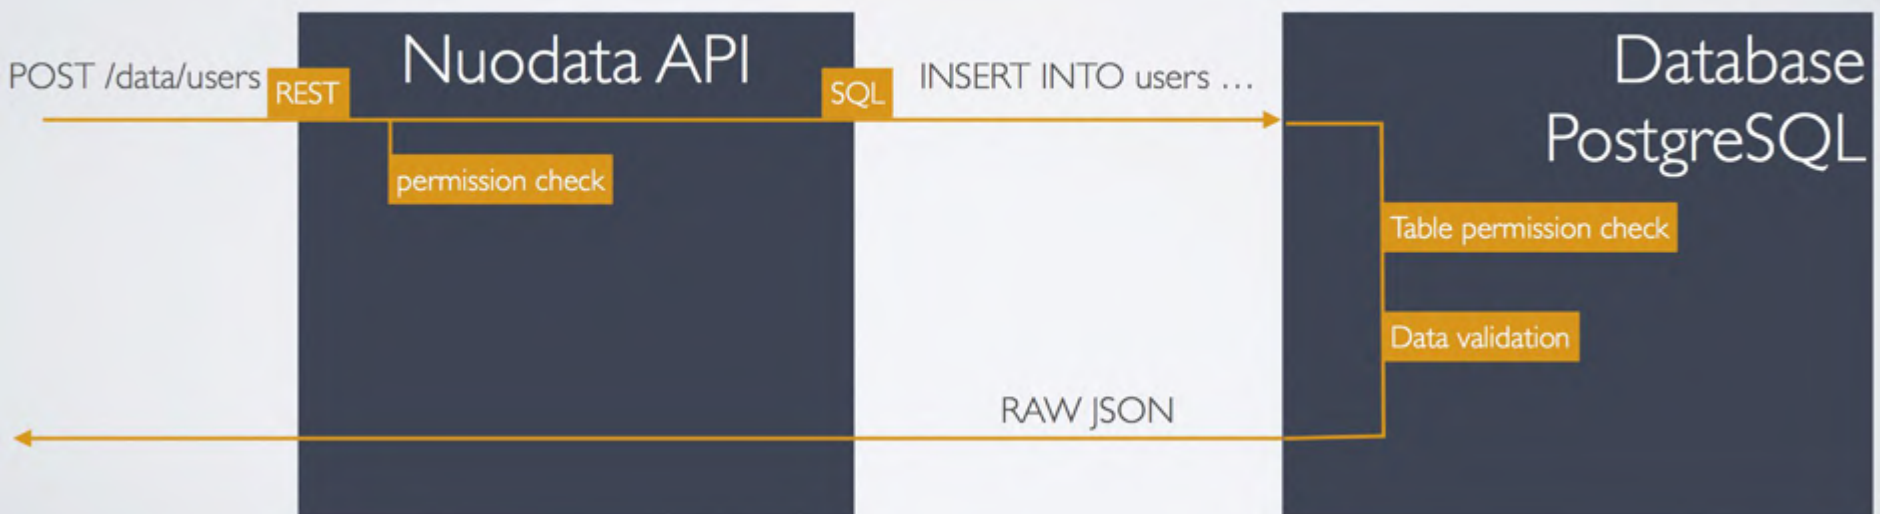 Nuodata API
Database
PostgreSQL
POST /data/users
REST
SQL
INSERT INTO users ...
permission check
Table permission check
Data validation
RAW JSON